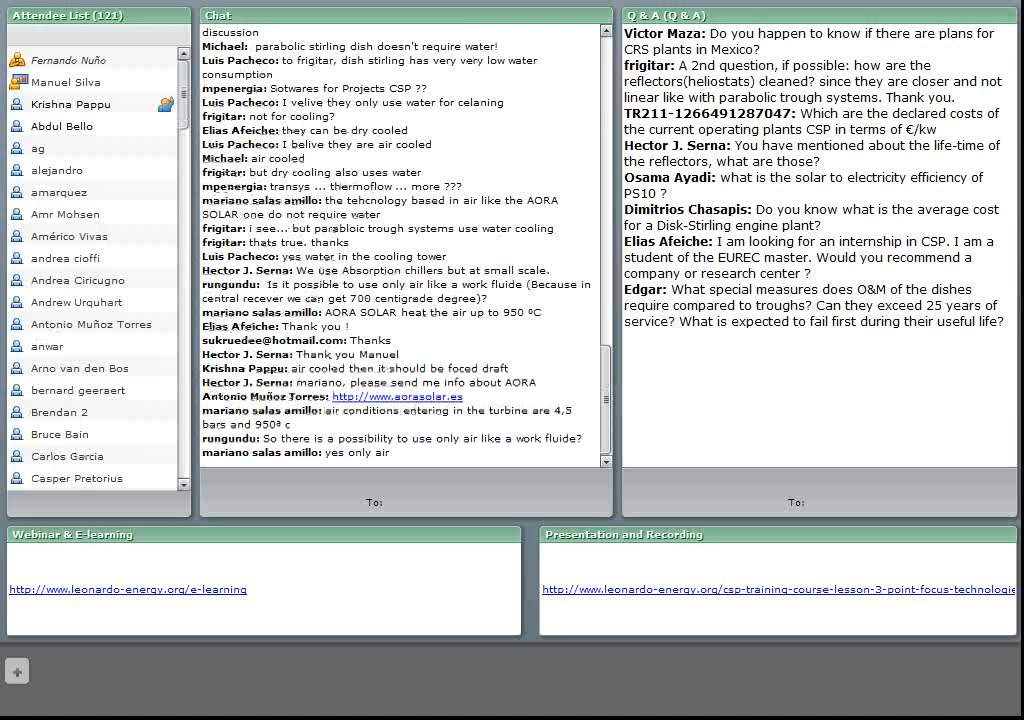 Attendee List (121)
Fernando Nuño
Manuel Silva
Krishna Pappu
Abdul Bello
ag
alejandro
amarquez
Amr Mohsen
Américo Vivas
andrea cioffi
Andrea Ciricugno
Andrew Urquhart
Antonio Muñoz Torres
anwar
Arno van den Bos
bernard geeraert
Brendan 2
Bruce Bain
Carlos Garcia
Casper Pretorius
Chat
discussion
Michael: parabolic stirling dish doesn't require water!
Luis Pacheco: to frigitar, dish stirling has very very low water
consumption
mpenergia: Sotwares for Projects CSP ??
Luis Pacheco: I velive they only use water for celaning
frigitar: not for cooling?
Elias Afeiche: they can be dry cooled
Luis Pacheco: I belive they are air cooled
Michael: air cooled
frigitar: but dry cooling also uses water
mpenergia: transys ... thermoflow ... more ???
mariano salas amillo: the tehcnology based in air like the AORA
SOLAR one do not require water
frigitar: i see... but parabloic trough systems use water cooling
frigitar: thats true. thanks
Luis Pacheco: yes water in the cooling tower
Hector J. Serna: We use Absorption chillers but at small scale.
rungundu: Is it possible to use only air like a work fluide (Because in
central recever we can get 700 centigrade degree)?
mariano salas amillo: AORA SOLAR heat the air up to 950 ºC
Elias Afeiche: Thank you !
sukruedee@hotmail.com: Thanks
Hector J. Serna: Thank you Manuel
Krishna Pappu: air cooled then it should be foced draft
Hector J. Serna: mariano, please send me info about AORA
Antonio Muñoz Torres: http://www.aorasolar.es
mariano salas amillo: air conditions entering in the turbine are 4,5
bars and 950ª c
rungundu: So there is a possibility to use only air like a work fluide?
mariano salas amillo: yes only air
To:
Q & A (Q & A)
Victor Maza: Do you happen to know if there are plans for
CRS plants in Mexico?
frigitar: A 2nd question, if possible: how are the
reflectors(heliostats) cleaned? since they are closer and not
linear like with parabolic trough systems. Thank you.
TR211-1266491287047: Which are the declared costs of
the current operating plants CSP in terms of €/kw
Hector J. Serna: You have mentioned about the life-time of
the reflectors, what are those?
Osama Ayadi: what is the solar to electricity efficiency of
PS10 ?
Dimitrios Chasapis: Do you know what is the average cost
for a Disk-Stirling engine plant?
Elias Afeiche: I am looking for an internship in CSP. I am a
student of the EUREC master. Would you recommend a
company or research center ?
Edgar: What special measures does O&M of the dishes
require compared to troughs? Can they exceed 25 years of
service? What is expected to fail first during their useful life?
To:
Webinar & E-learning
http://www.leonardo-energy.org/e-learning
Presentation and Recording
http://www.leonardo-energy.org/csp-training-course-lesson-3-point-focus-technologie